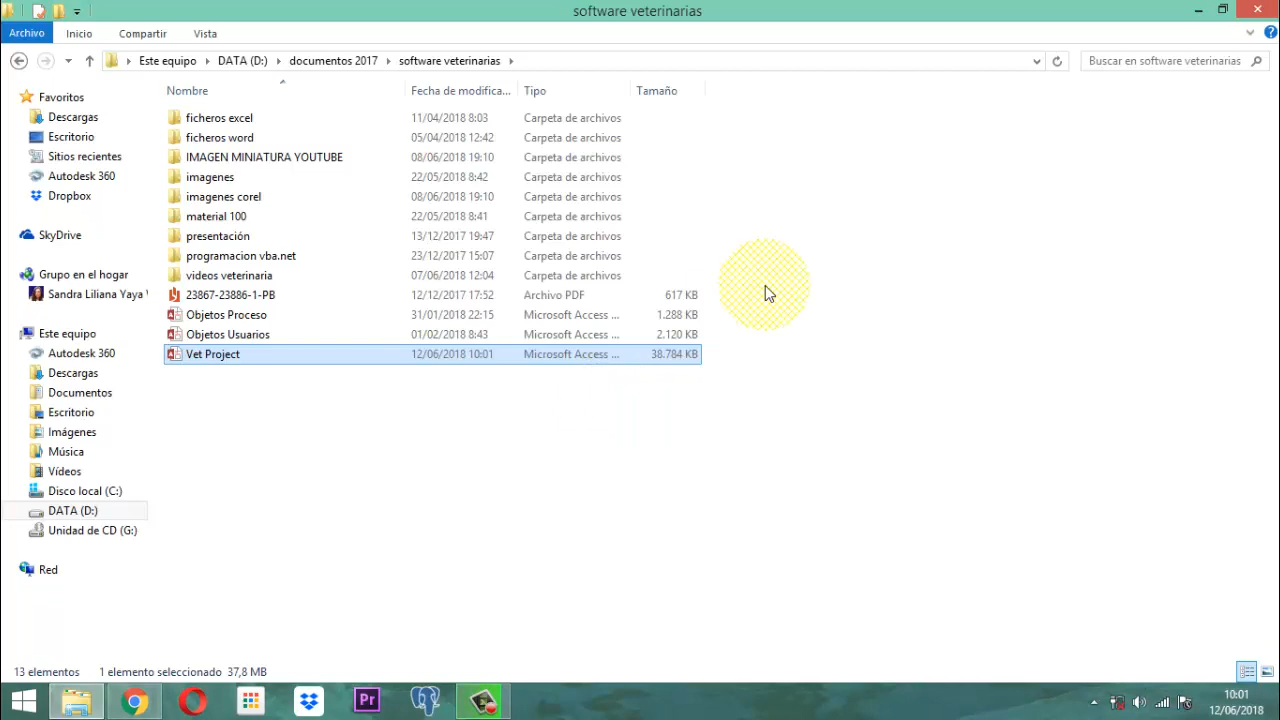 software veterinarias
Archivo Inicio Compartir Vista
Este equipo DATA (D:) documentos 2017 software veterinarias Buscar en software veterinarias
Nombre Fecha de modifica... Tipo Tamaño
ficheros excel 11/04/2018 8:03 Carpeta de archivos
ficheros word 05/04/2018 12:42 Carpeta de archivos
IMAGEN MINIATURA YOUTUBE 08/06/2018 19:10 Carpeta de archivos
imagenes 22/05/2018 8:42 Carpeta de archivos
imagenes corel 08/06/2018 19:10 Carpeta de archivos
material 100 22/05/2018 8:41 Carpeta de archivos
presentación 13/12/2017 19:47 Carpeta de archivos
programacion vba.net 23/12/2017 15:07 Carpeta de archivos
videos veterinaria 07/06/2018 12:04 Carpeta de archivos
23867-23886-1-PB 12/12/2017 17:52 Archivo PDF 617 KB
Objetos Proceso 31/01/2018 22:15 Microsoft Access ... 1.288 KB
Objetos Usuarios 01/02/2018 8:43 Microsoft Access ... 2.120 KB
Vet Project 12/06/2018 10:01 Microsoft Access ... 38.784 KB
Favoritos
Descargas
Escritorio
Sitios recientes
Autodesk 360
Dropbox
SkyDrive
Grupo en el hogar
Sandra Liliana Yaya
Este equipo
Autodesk 360
Descargas
Documentos
Escritorio
Imágenes
Música
Vídeos
Disco local (C:)
DATA (D:)
Unidad de CD (G:)
Red
13 elementos 1 elemento seleccionado 37,8 MB
Pr
10:01
12/06/2018